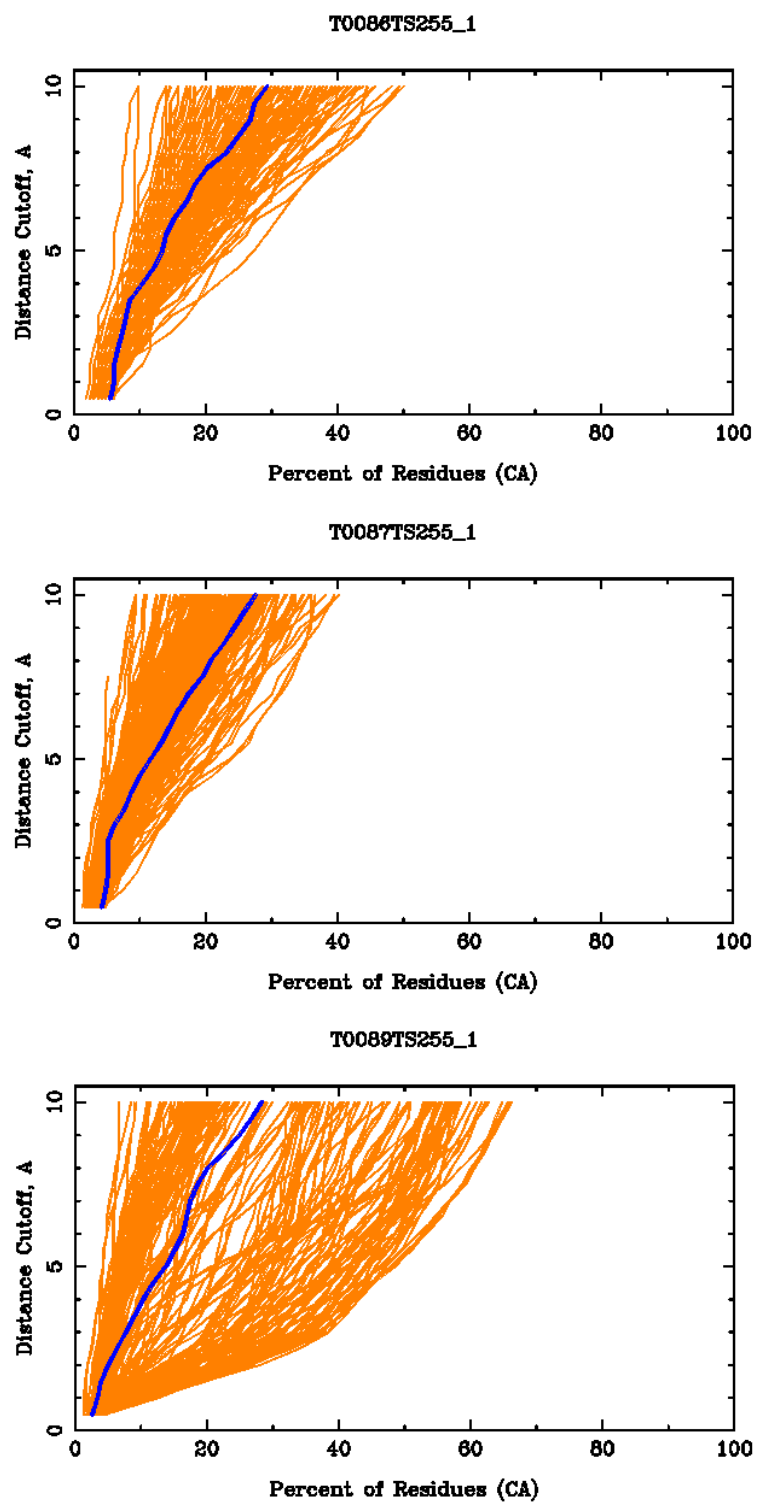 T0086TS255_1
10
5
0
Distance Cutoff, A
0 20 40 60 80 100
Percent of Residues (CA)
T0087TS255_1
10
5
0
Distance Cutoff, A
0 20 40 60 80 100
Percent of Residues (CA)
T0089TS255_1
10
5
0
Distance Cutoff, A
0 20 40 60 80 100
Percent of Residues (CA)